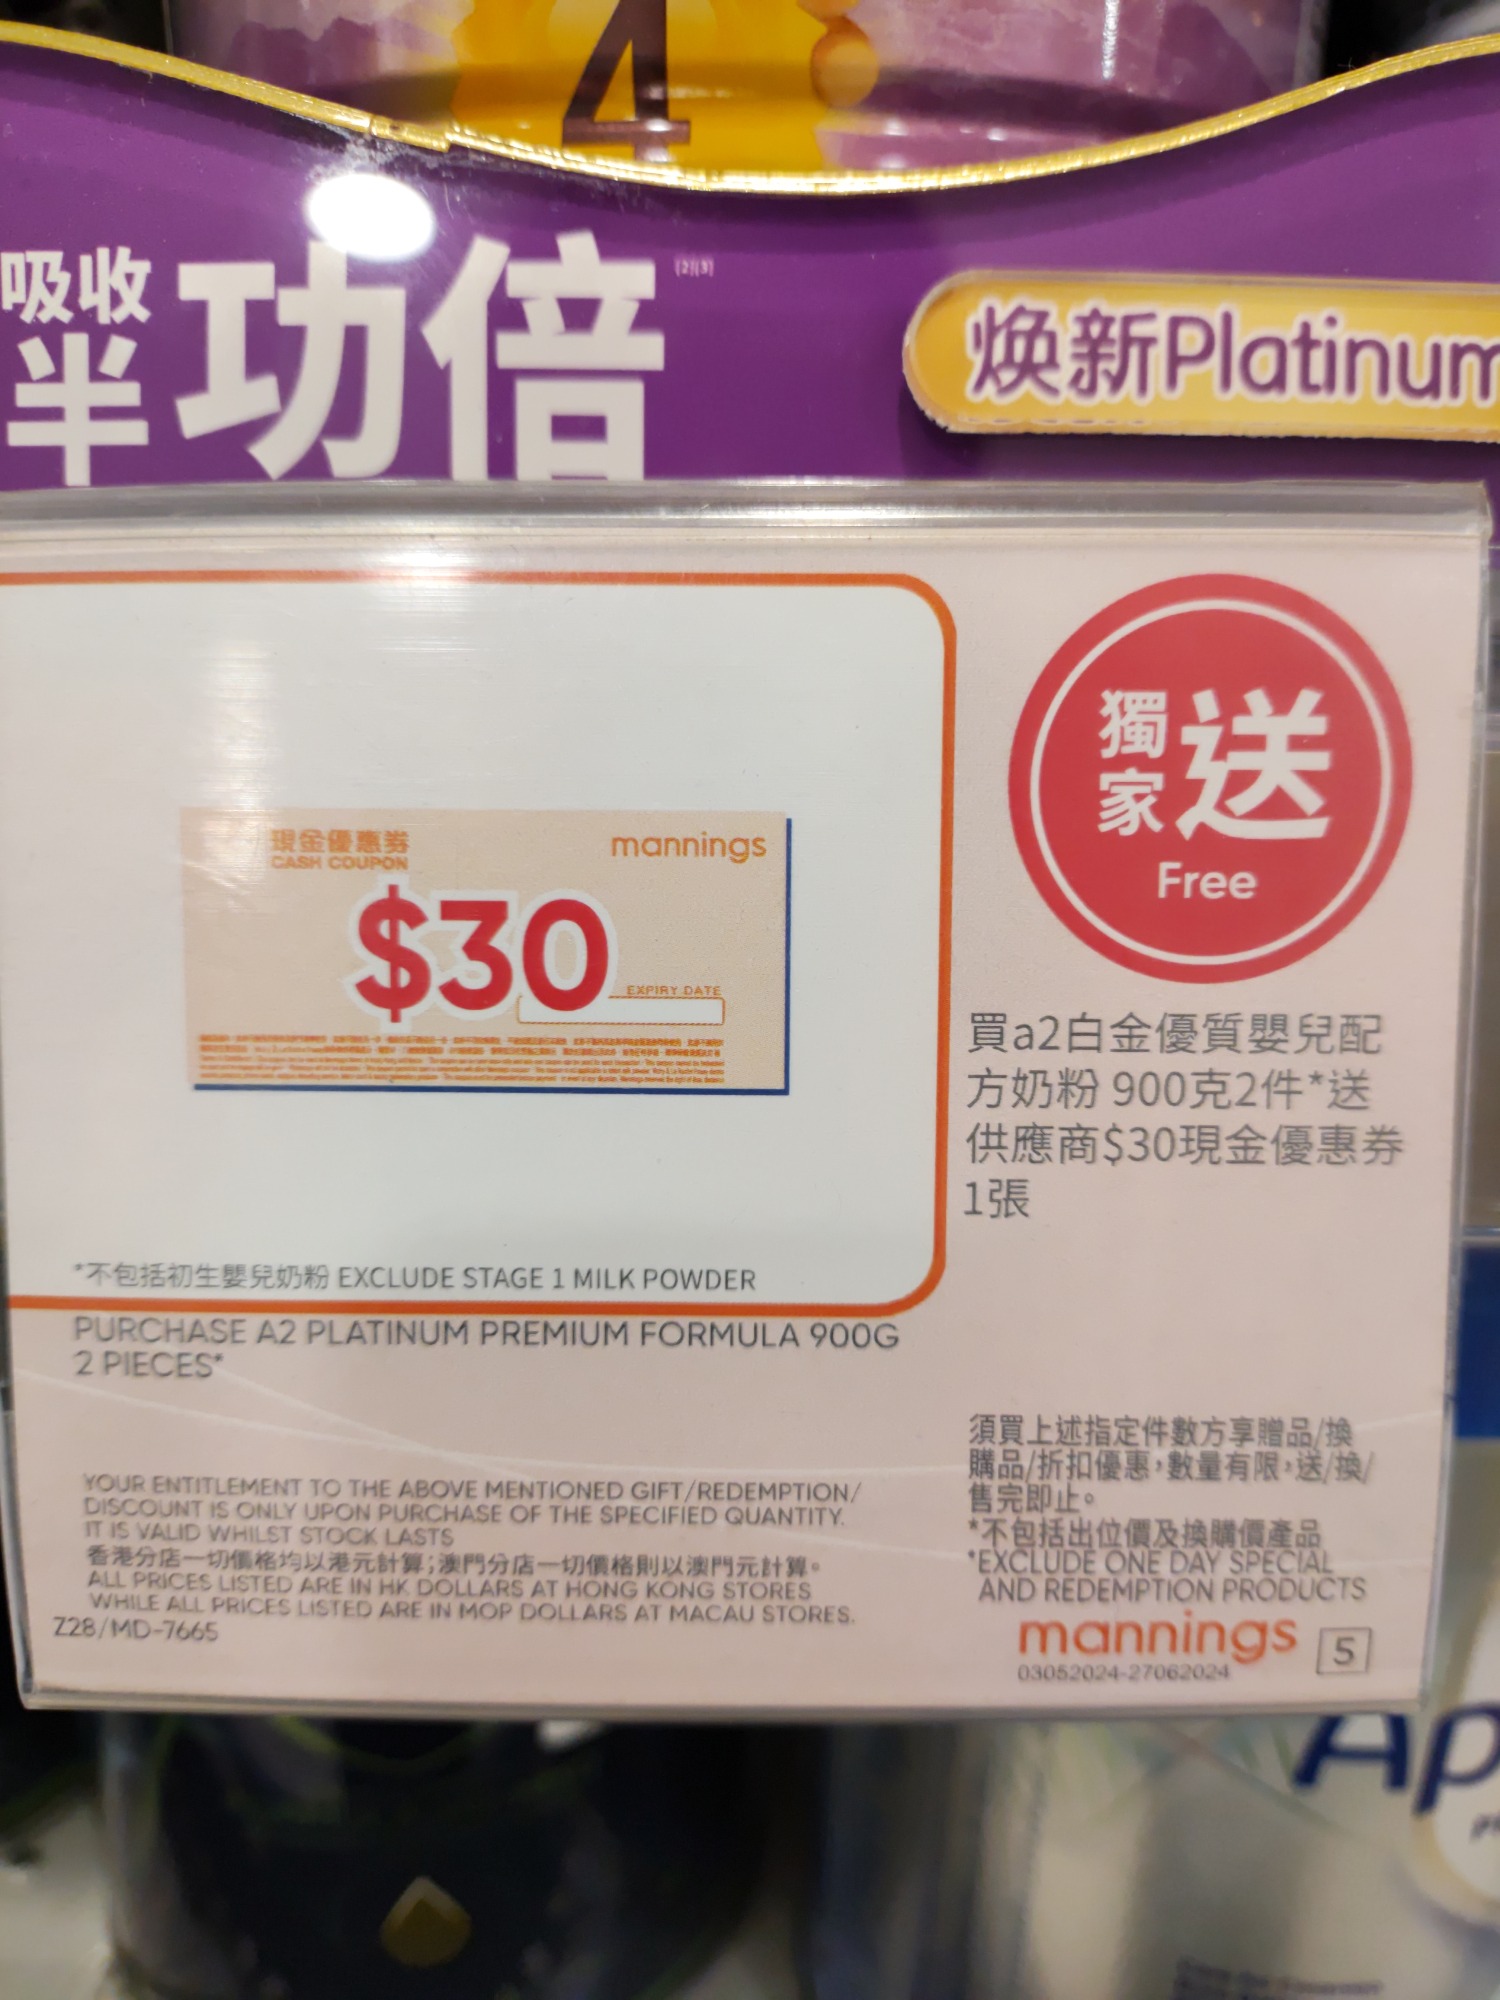 4
吸收
半功倍
[2][3]
煥新Platinum
現金優惠券
CASH COUPON
mannings
$30
EXPIRY DATE
獨家送
Free
買a2白金優質嬰兒配
方奶粉 900克2件*送
供應商$30現金優惠券
1張
*不包括初生嬰兒奶粉 EXCLUDE STAGE 1 MILK POWDER
PURCHASE A2 PLATINUM PREMIUM FORMULA 900G
2 PIECES*
YOUR ENTITLEMENT TO THE ABOVE MENTIONED GIFT/REDEMPTION/
DISCOUNT IS ONLY UPON PURCHASE OF THE SPECIFIED QUANTITY.
IT IS VALID WHILST STOCK LASTS
香港分店一切價格均以港元計算;澳門分店一切價格則以澳門元計算。
ALL PRICES LISTED ARE IN HK DOLLARS AT HONG KONG STORES
WHILE ALL PRICES LISTED ARE IN MOP DOLLARS AT MACAU STORES.
Z28/MD-7665
須買上述指定件數方享贈品/換
購品/折扣優惠,數量有限,送/換/
售完即止。
*不包括出位價及換購價產品
*EXCLUDE ONE DAY SPECIAL
AND REDEMPTION PRODUCTS
mannings
5
03052024-27062024
Ap